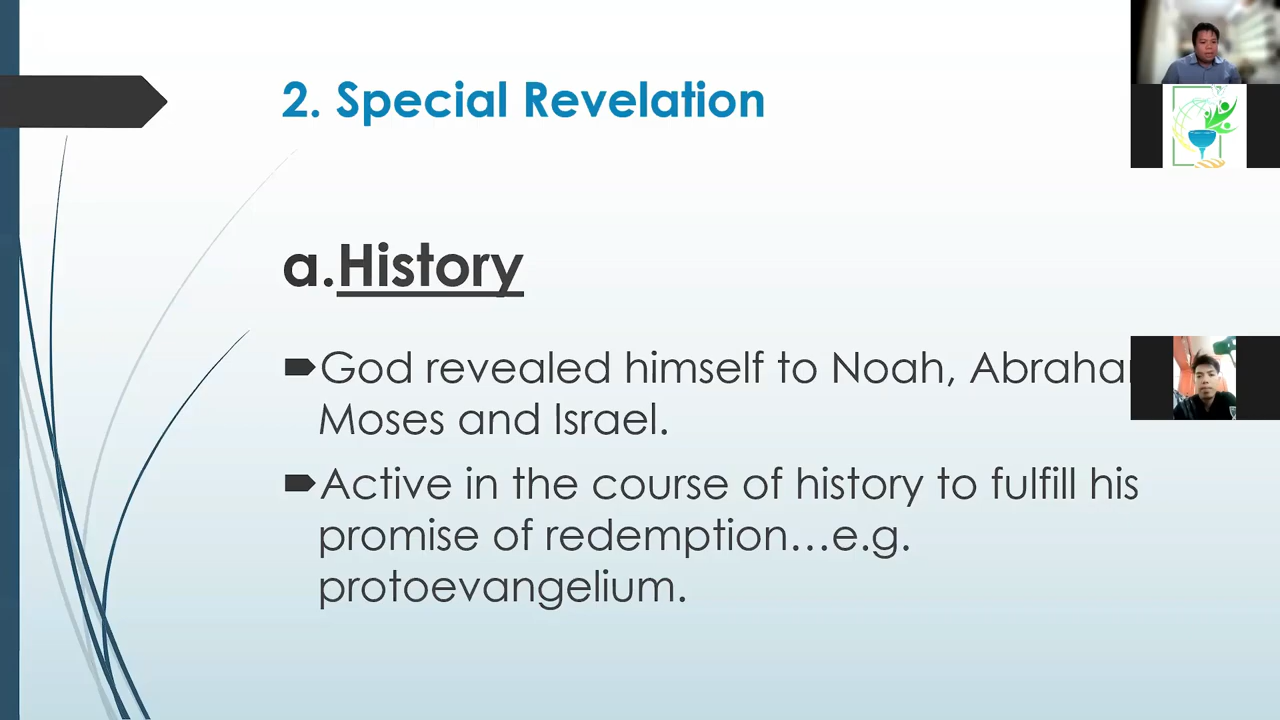 2. Special Revelation
a.History
God revealed himself to Noah,
Moses and Israel.
Active in the course of history to fulfill his
promise of redemption…e.g.
protoevangelium.